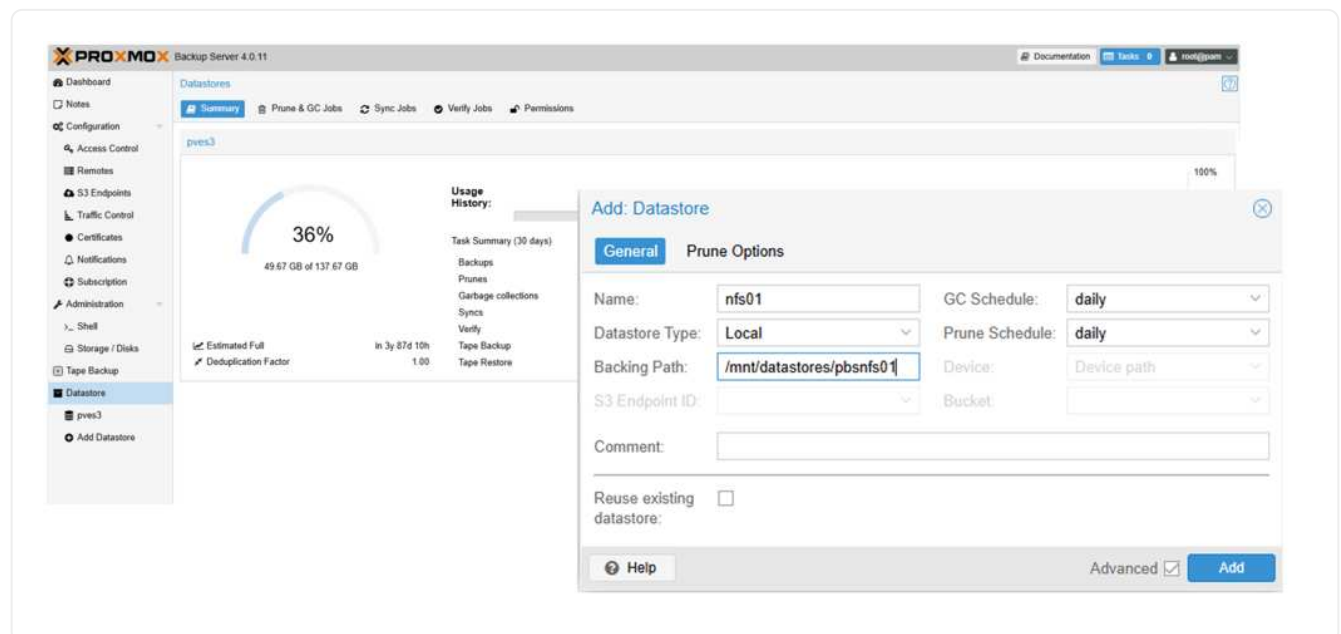 PROXMOX Backup Server 4.0.11
Documentation
Tasks 0
root@pam
Dashboard
Notes
Configuration
Access Control
Remotes
S3 Endpoints
Traffic Control
Certificates
Notifications
Subscription
Administration
>_ Shell
Storage / Disks
Tape Backup
Datastore
pves3
Add Datastore
Datastores
Summary
Prune & GC Jobs
Sync Jobs
Verify Jobs
Permissions
pves3
36%
49.67 GB of 137.67 GB
Estimated Full in 3y 87d 10h
Deduplication Factor 1.00
Usage
History:
100%
Task Summary (30 days)
Backups
Prunes
Garbage collections
Syncs
Verify
Tape Backup
Tape Restore
Add: Datastore
General Prune Options
Name: nfs01 GC Schedule: daily
Datastore Type: Local Prune Schedule: daily
Backing Path: /mnt/datastores/pbsnfs01 Device: Device path
S3 Endpoint ID: Bucket:
Comment:
Reuse existing
datastore:
Help Advanced Add